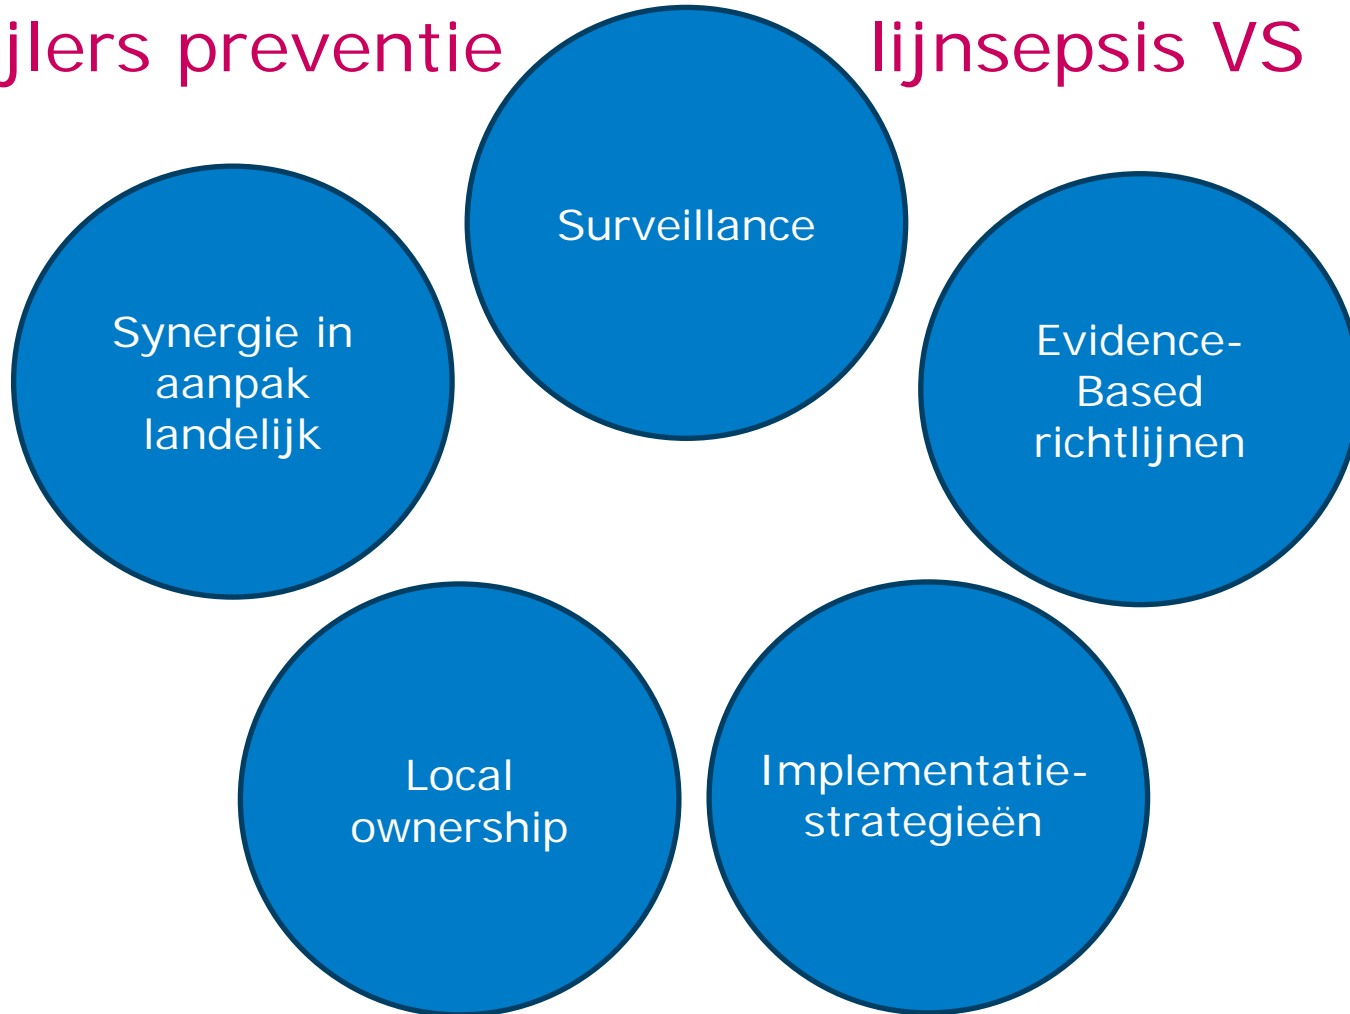 jlers preventie lijnsepsis VS
Surveillance
Synergie in
aanpak
landelijk
Evidence-
Based
richtlijnen
Local
ownership
Implementatie-
strategieën